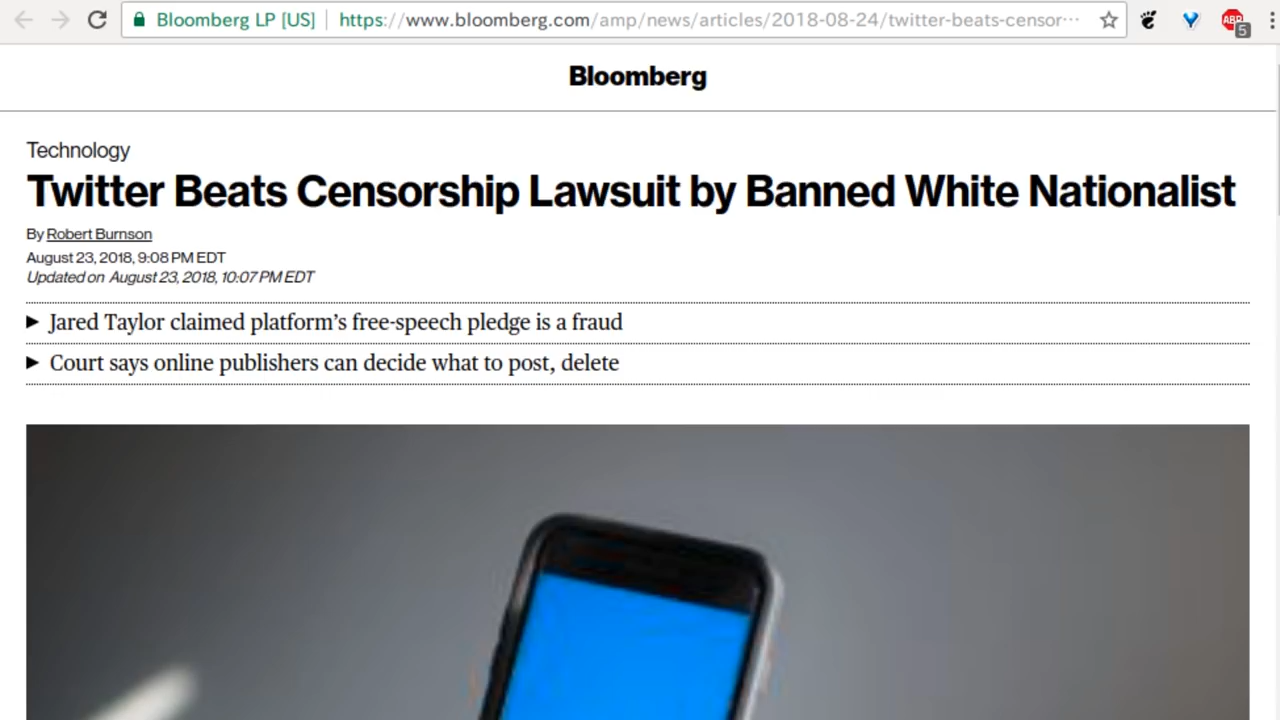 Bloomberg LP [US] https://www.bloomberg.com/amp/news/articles/2018-08-24/twitter-beats-censor···
ABP
5
Bloomberg
Technology
Twitter Beats Censorship Lawsuit by Banned White Nationalist
By Robert Burnson
August 23, 2018, 9:08 PM EDT
Updated on August 23, 2018, 10:07 PM EDT
► Jared Taylor claimed platform’s free-speech pledge is a fraud
► Court says online publishers can decide what to post, delete